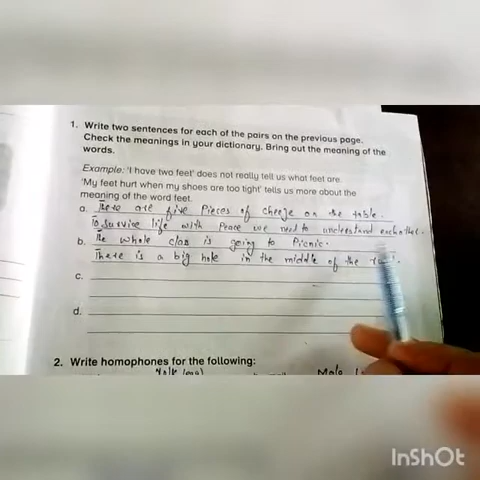 1. Write two sentences for each of the pairs on the previous page.
Check the meanings in your dictionary. Bring out the meaning of the
words.
Example: 'I have two feet' does not really tell us what feet are.
'My feet hurt when my shoes are too tight' tells us more about the
meaning of the word feet.
a. There are five Pieces of cheeje on the table.
To survive life with Peace we need to understand eachother.
b. The whole class is going to Picnic.
There is a big hole in the middle of the
c.
d.
2. Write homophones for the following:
Male
InShOt